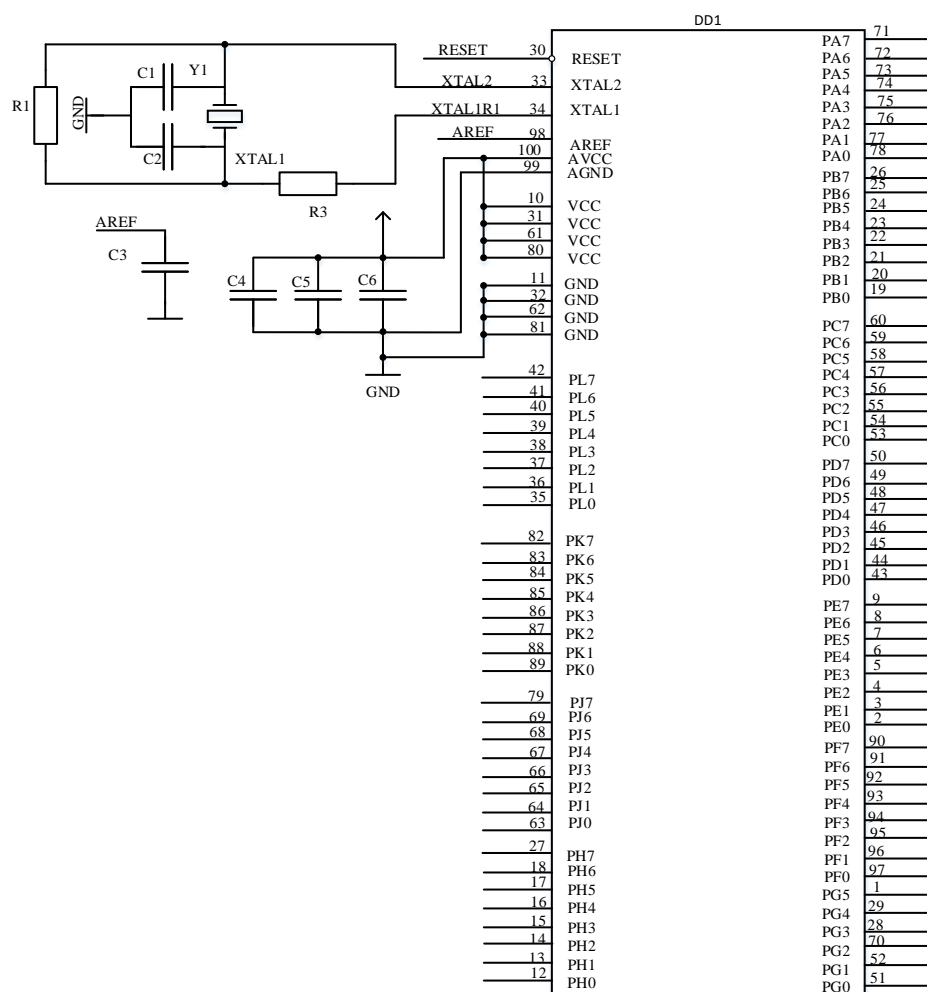 DD1
R1
C1
Y1
GND
C2
XTAL1
R3
AREF
C3
C4
C5
C6
GND
RESET 30 RESET
XTAL2 33 XTAL2
XTAL1R1 34 XTAL1
AREF 98 AREF
100 AVCC
99 AGND
10 VCC
31 VCC
61 VCC
80 VCC
11 GND
32 GND
62 GND
81 GND
42 PL7
41 PL6
40 PL5
39 PL4
38 PL3
37 PL2
36 PL1
35 PL0
82 PK7
83 PK6
84 PK5
85 PK4
86 PK3
87 PK2
88 PK1
89 PK0
79 PJ7
69 PJ6
68 PJ5
67 PJ4
66 PJ3
65 PJ2
64 PJ1
63 PJ0
27 PH7
18 PH6
17 PH5
16 PH4
15 PH3
14 PH2
13 PH1
12 PH0
PA7 71
PA6 72
PA5 73
PA4 74
PA3 75
PA2 76
PA1 77
PA0 78
PB7 26
PB6 25
PB5 24
PB4 23
PB3 22
PB2 21
PB1 20
PB0 19
PC7 60
PC6 59
PC5 58
PC4 57
PC3 56
PC2 55
PC1 54
PC0 53
PD7 50
PD6 49
PD5 48
PD4 47
PD3 46
PD2 45
PD1 44
PD0 43
PE7 9
PE6 8
PE5 7
PE4 6
PE3 5
PE2 4
PE1 3
PE0 2
PF7 90
PF6 91
PF5 92
PF4 93
PF3 94
PF2 95
PF1 96
PF0 97
PG5 1
PG4 29
PG3 28
PG2 70
PG1 52
PG0 51